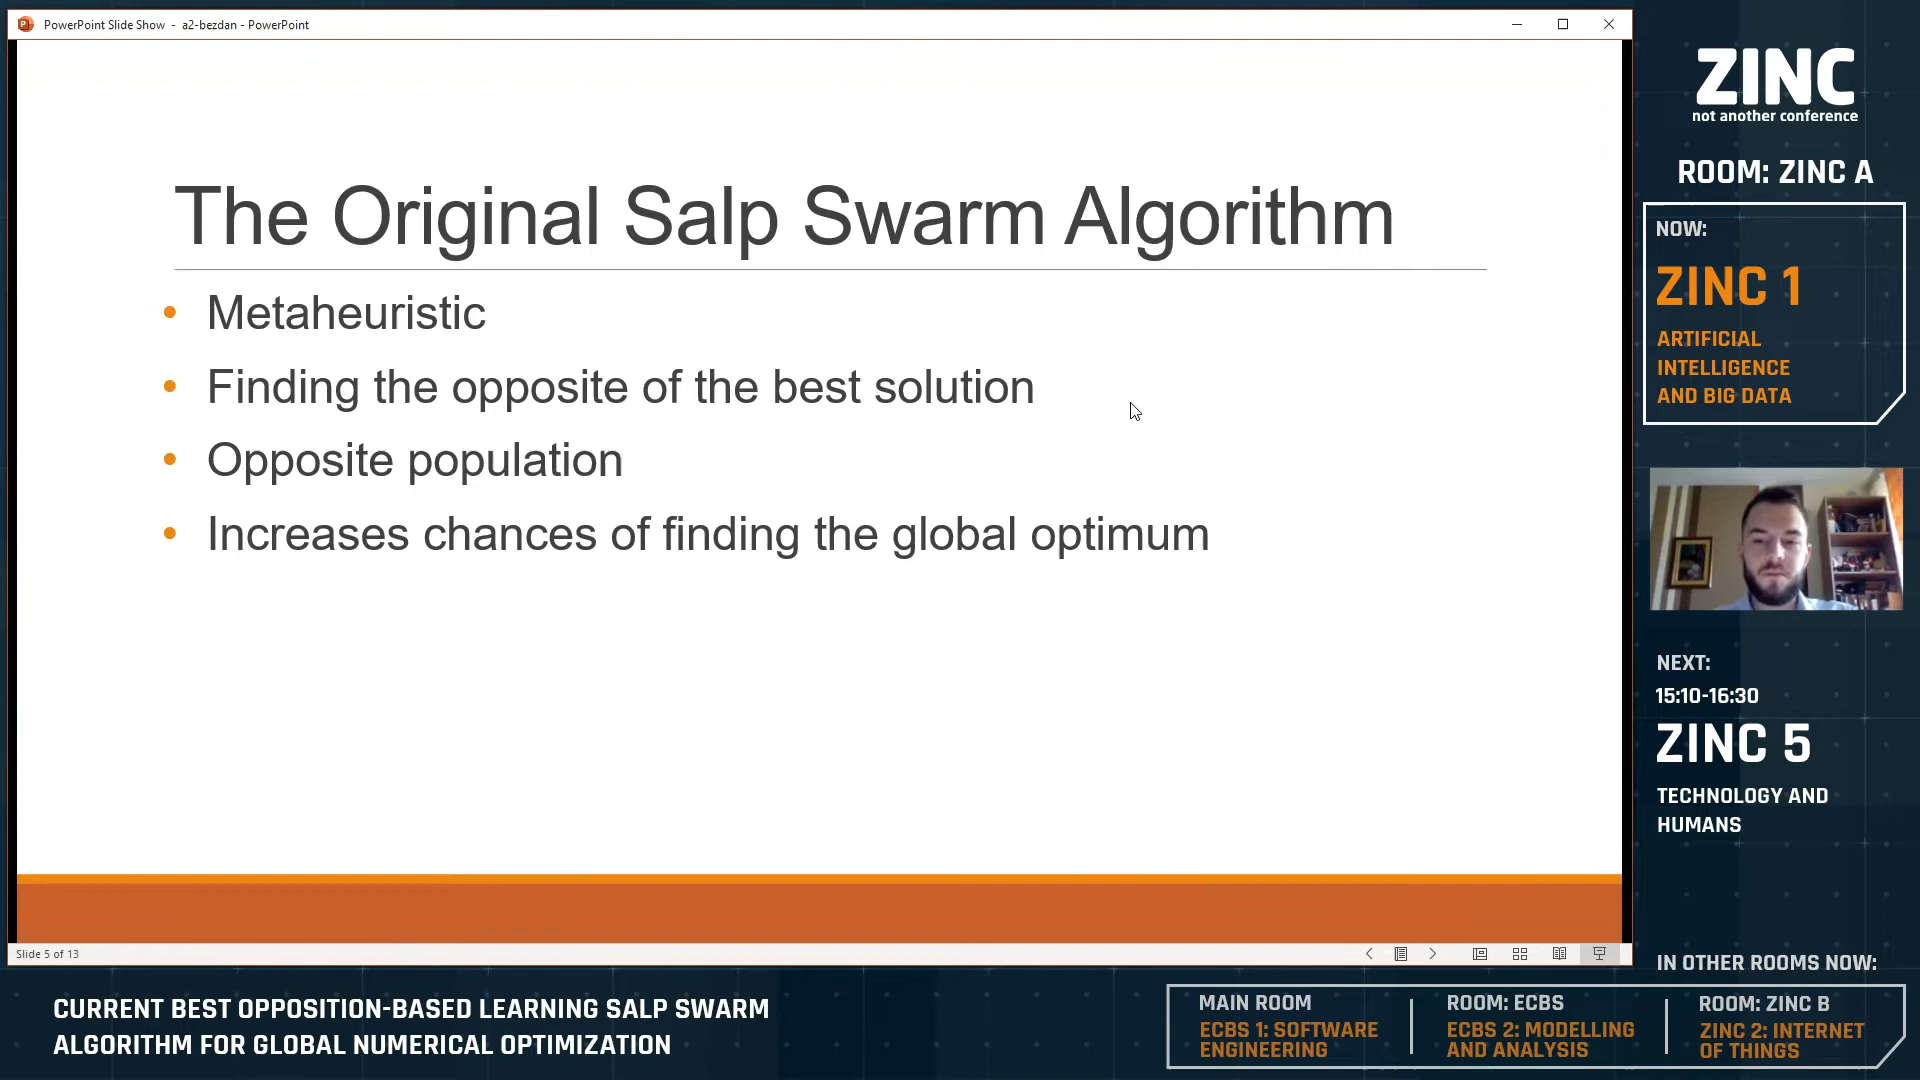 PowerPoint Slide Show - a2-bezdan - PowerPoint
The Original Salp Swarm Algorithm
• Metaheuristic
• Finding the opposite of the best solution
• Opposite population
• Increases chances of finding the global optimum
Slide 5 of 13
ZINC
not another conference
ROOM: ZINC A
NOW:
ZINC 1
ARTIFICIAL
INTELLIGENCE
AND BIG DATA
NEXT:
15:10-16:30
ZINC 5
TECHNOLOGY AND
HUMANS
IN OTHER ROOMS NOW:
CURRENT BEST OPPOSITION-BASED LEARNING SALP SWARM
ALGORITHM FOR GLOBAL NUMERICAL OPTIMIZATION
MAIN ROOM
ECBS 1: SOFTWARE
ENGINEERING
ROOM: ECBS
ECBS 2: MODELLING
AND ANALYSIS
ROOM: ZINC B
ZINC 2: INTERNET
OF THINGS